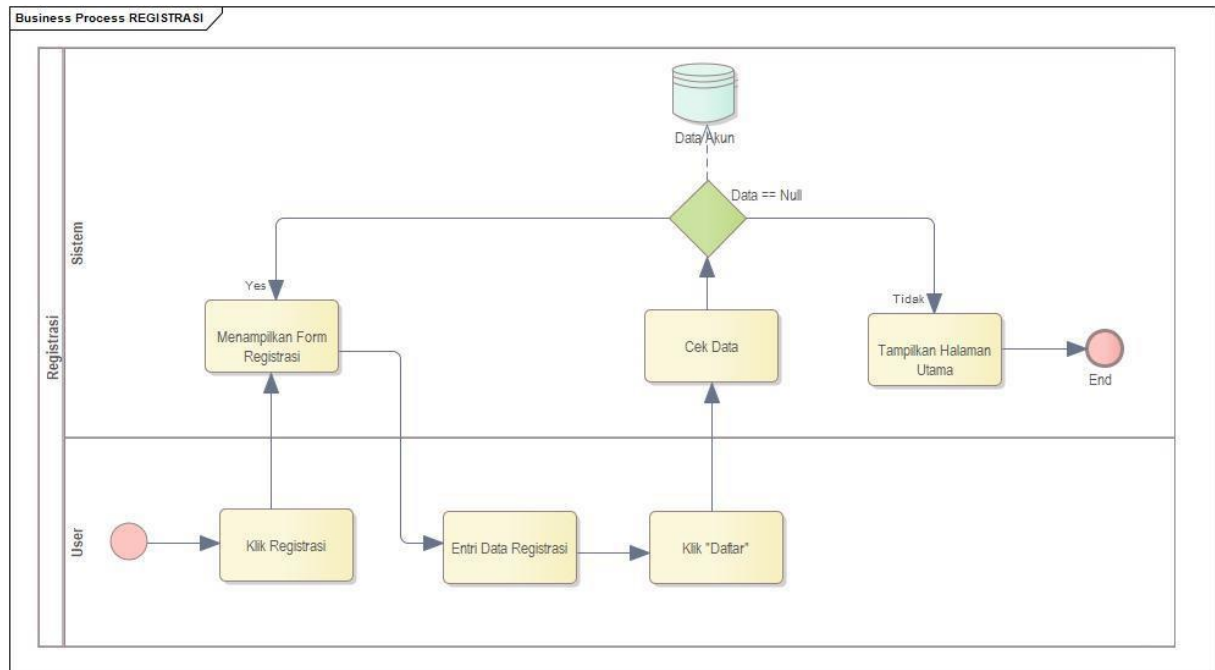 Business Process REGISTRASI
Registrasi
Sistem
Data Akun
Data == Null
Yes
Menampilkan Form
Registrasi
Cek Data
Tidak
Tampilkan Halaman
Utama
End
User
Klik Registrasi
Entri Data Registrasi
Klik "Daftar"